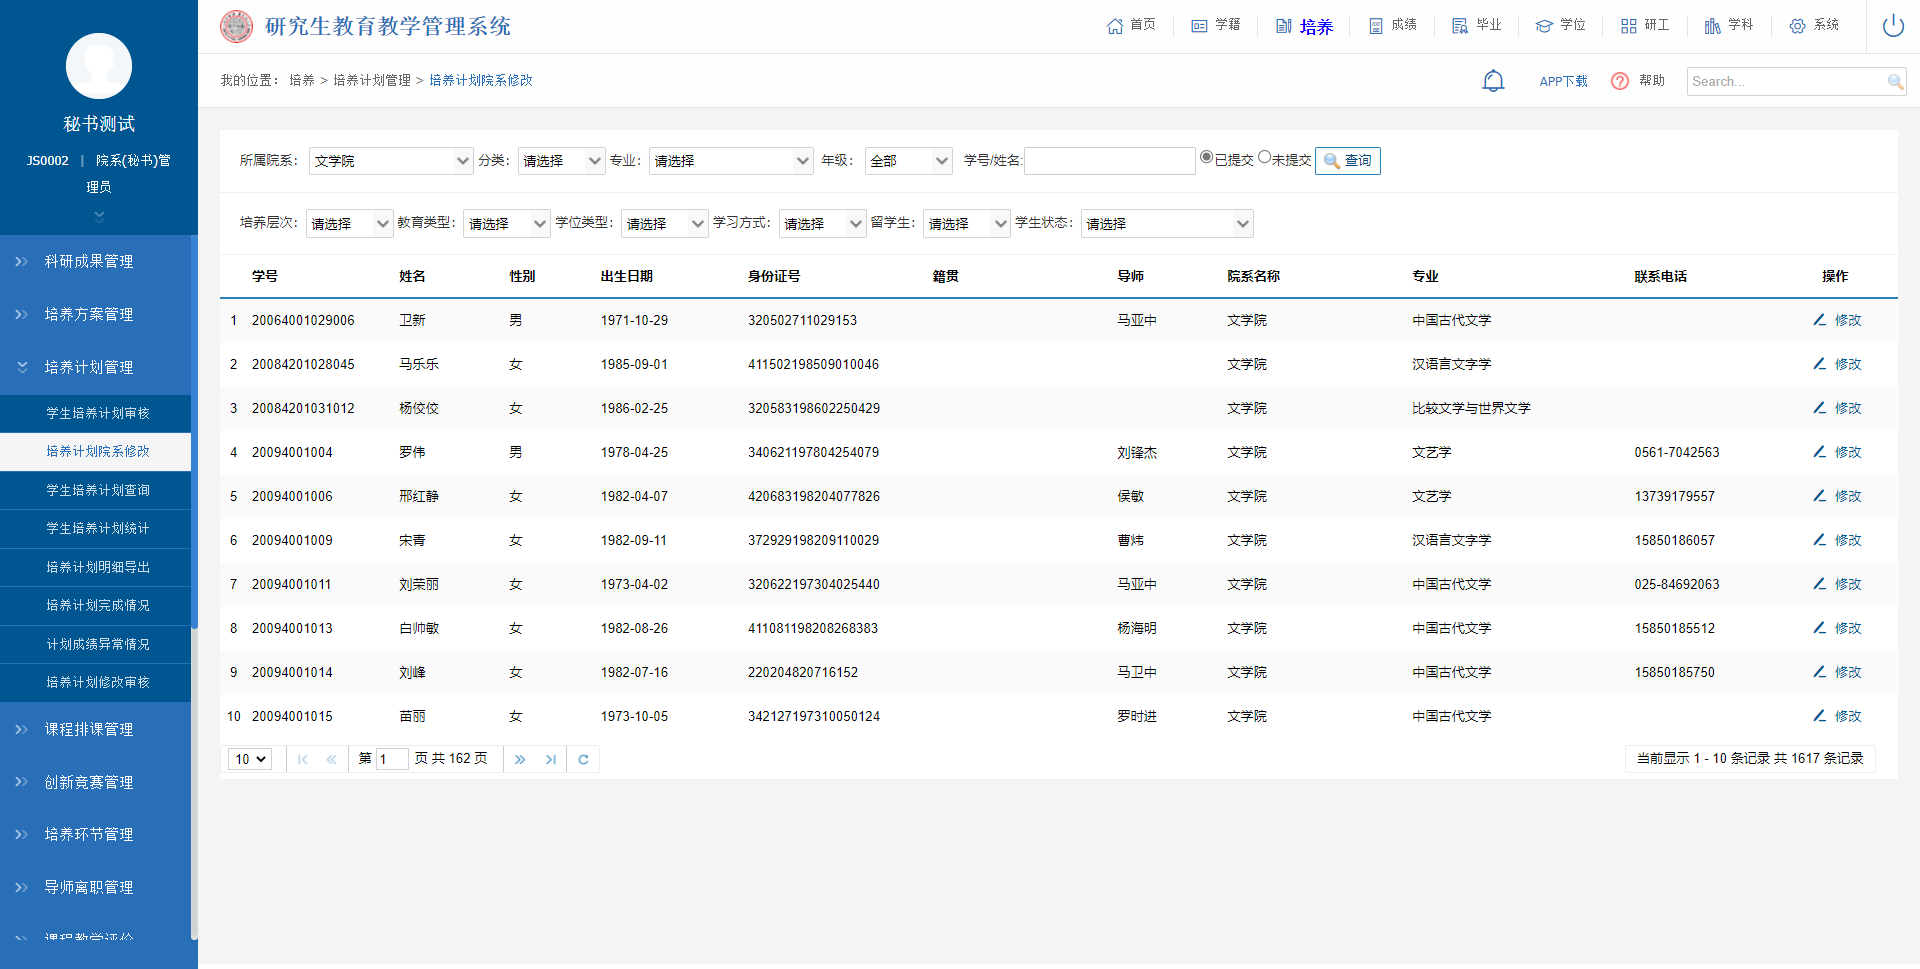 研究生教育教学管理系统
首页 学籍 培养 成绩 毕业 学位 研工 学科 系统
我的位置: 培养 > 培养计划管理 > 培养计划院系修改
APP下载 帮助 Search...
秘书测试
JS0002 | 院系(秘书)管
理员
科研成果管理
培养方案管理
培养计划管理
学生培养计划审核
培养计划院系修改
学生培养计划查询
学生培养计划统计
培养计划明细导出
培养计划完成情况
计划成绩异常情况
培养计划修改审核
课程排课管理
创新竞赛管理
培养环节管理
导师离职管理
课程教学评价
所属院系: 文学院 分类: 请选择 专业: 请选择 年级: 全部 学号/姓名: 已提交 未提交 查询
培养层次: 请选择 教育类型: 请选择 学位类型: 请选择 学习方式: 请选择 留学生: 请选择 学生状态: 请选择
学号 姓名 性别 出生日期 身份证号 籍贯 导师 院系名称 专业 联系电话 操作
1 20064001029006 卫新 男 1971-10-29 320502711029153 马亚中 文学院 中国古代文学 修改
2 20084201028045 马乐乐 女 1985-09-01 411502198509010046 文学院 汉语言文字学 修改
3 20084201031012 杨佼佼 女 1986-02-25 320583198602250429 文学院 比较文学与世界文学 修改
4 20094001004 罗伟 男 1978-04-25 340621197804254079 刘锋杰 文学院 文艺学 0561-7042563 修改
5 20094001006 邢红静 女 1982-04-07 420683198204077826 侯敏 文学院 文艺学 13739179557 修改
6 20094001009 宋青 女 1982-09-11 372929198209110029 曹炜 文学院 汉语言文字学 15850186057 修改
7 20094001011 刘荣丽 女 1973-04-02 320622197304025440 马亚中 文学院 中国古代文学 025-84692063 修改
8 20094001013 白帅敏 女 1982-08-26 411081198208268383 杨海明 文学院 中国古代文学 15850185512 修改
9 20094001014 刘峰 女 1982-07-16 220204820716152 马卫中 文学院 中国古代文学 15850185750 修改
10 20094001015 苗丽 女 1973-10-05 342127197310050124 罗时进 文学院 中国古代文学 修改
10 第 1 页 共 162 页 当前显示 1 - 10 条记录 共 1617 条记录